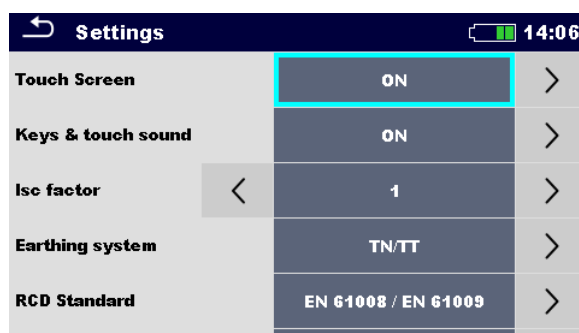 Settings 14:06
Touch Screen ON
Keys & touch sound ON
Isc factor 1
Earthing system TN/TT
RCD Standard EN 61008 / EN 61009